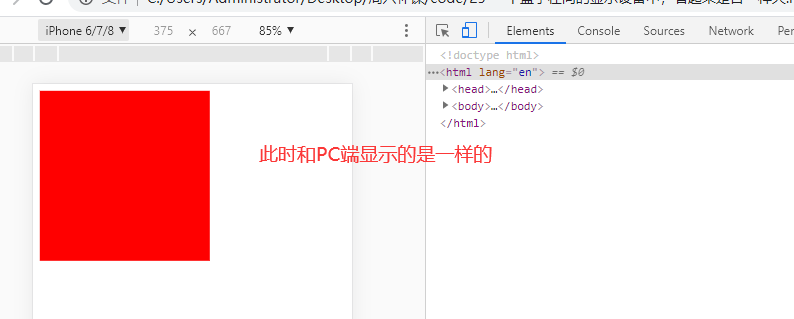 iPhone 6/7/8 ▼ 375 × 667 85% ▼
Elements Console Sources Network
<!doctype html>
…<html lang="en"> == $0
<head>…</head>
<body>…</body>
</html>
此时和PC端显示的是一样的